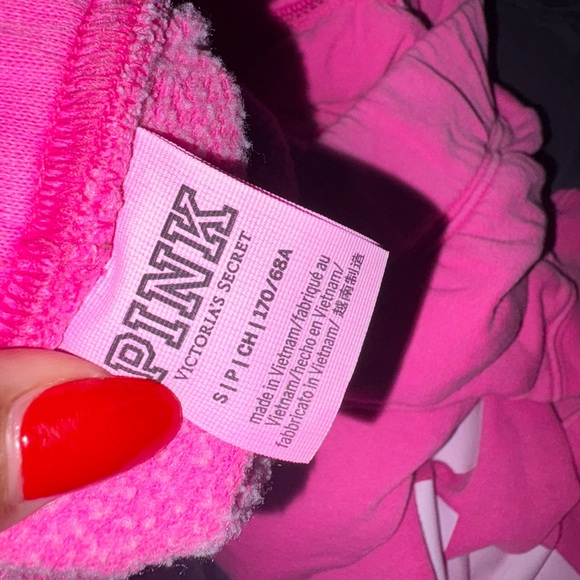 PINK
VICTORIA'S SECRET
S | P | CH | 170/68A
made in Vietnam/fabriqué au
Vietnam/hecho en Vietnam/
fabbricato in Vietnam/ 越南制造